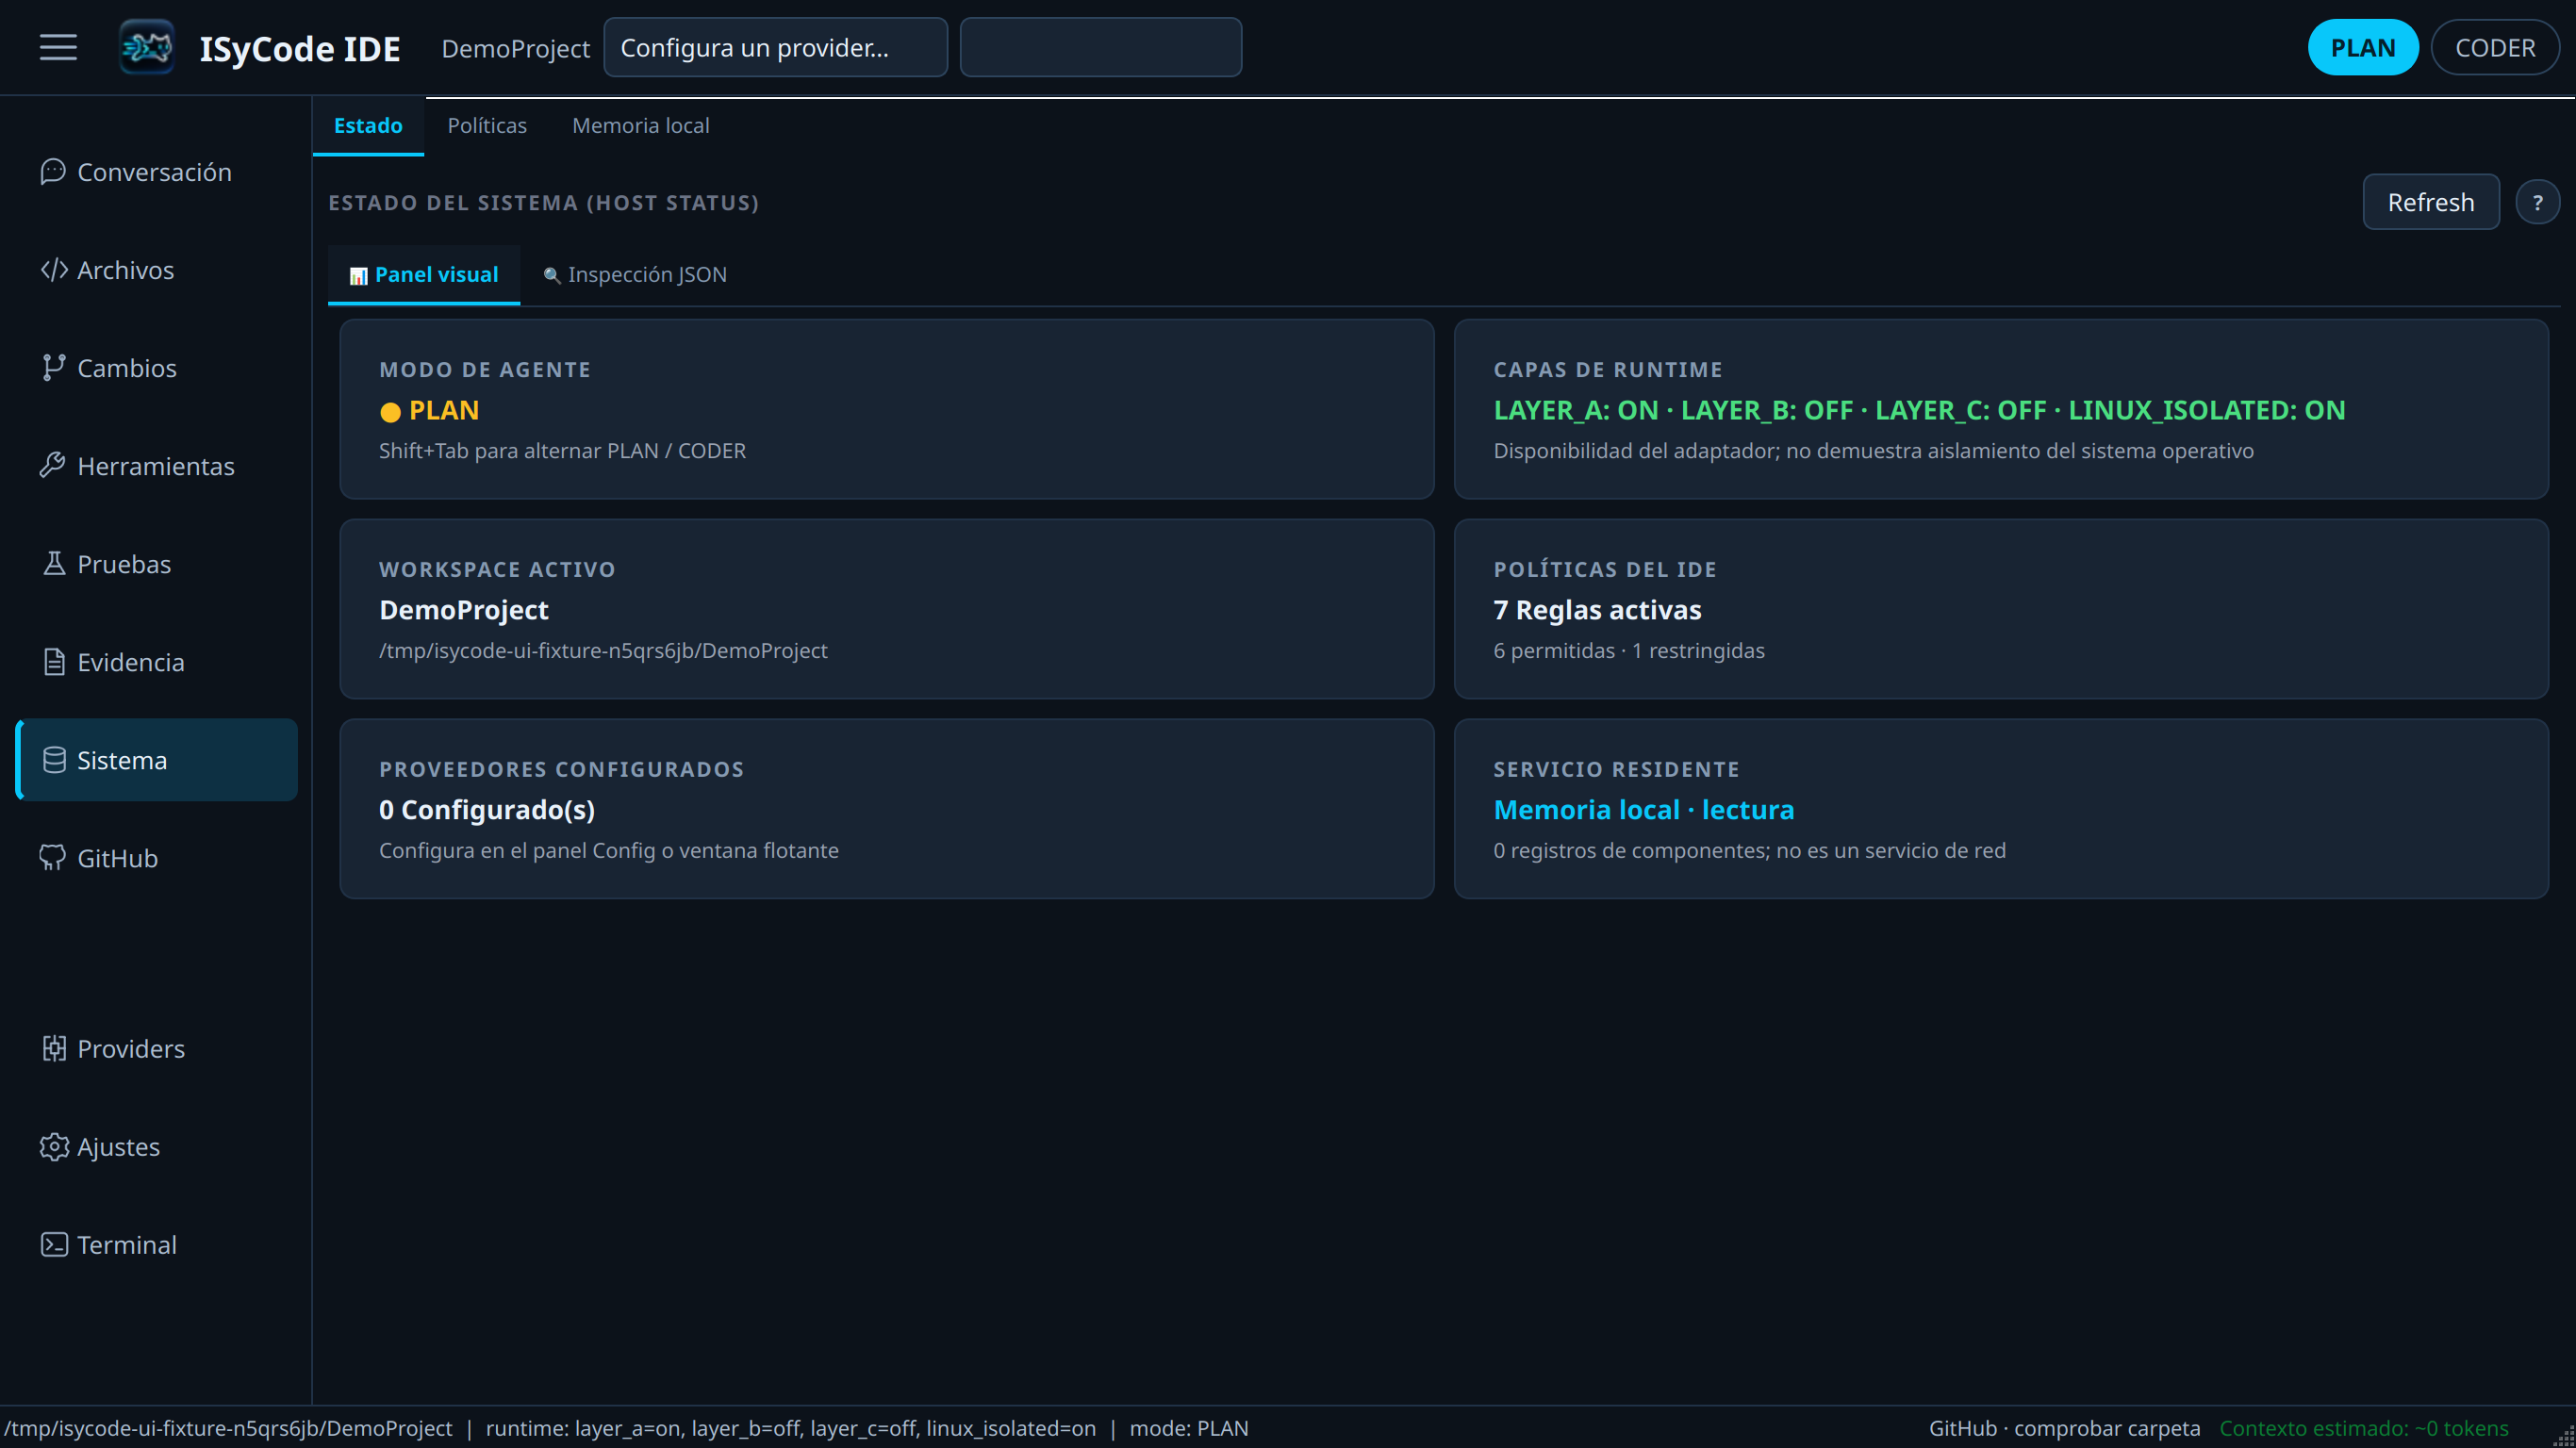 ISyCode IDE DemoProject Configura un provider... PLAN CODER
Conversación
Archivos
Cambios
Herramientas
Pruebas
Evidencia
Sistema
GitHub
Providers
Ajustes
Terminal
Estado Políticas Memoria local
ESTADO DEL SISTEMA (HOST STATUS) Refresh ?
Panel visual Inspección JSON
MODO DE AGENTE
PLAN
Shift+Tab para alternar PLAN / CODER
CAPAS DE RUNTIME
LAYER_A: ON · LAYER_B: OFF · LAYER_C: OFF · LINUX_ISOLATED: ON
Disponibilidad del adaptador; no demuestra aislamiento del sistema operativo
WORKSPACE ACTIVO
DemoProject
/tmp/isycode-ui-fixture-n5qrs6jb/DemoProject
POLÍTICAS DEL IDE
7 Reglas activas
6 permitidas · 1 restringidas
PROVEEDORES CONFIGURADOS
0 Configurado(s)
Configura en el panel Config o ventana flotante
SERVICIO RESIDENTE
Memoria local · lectura
0 registros de componentes; no es un servicio de red
/tmp/isycode-ui-fixture-n5qrs6jb/DemoProject | runtime: layer_a=on, layer_b=off, layer_c=off, linux_isolated=on | mode: PLAN
GitHub · comprobar carpeta Contexto estimado: ~0 tokens